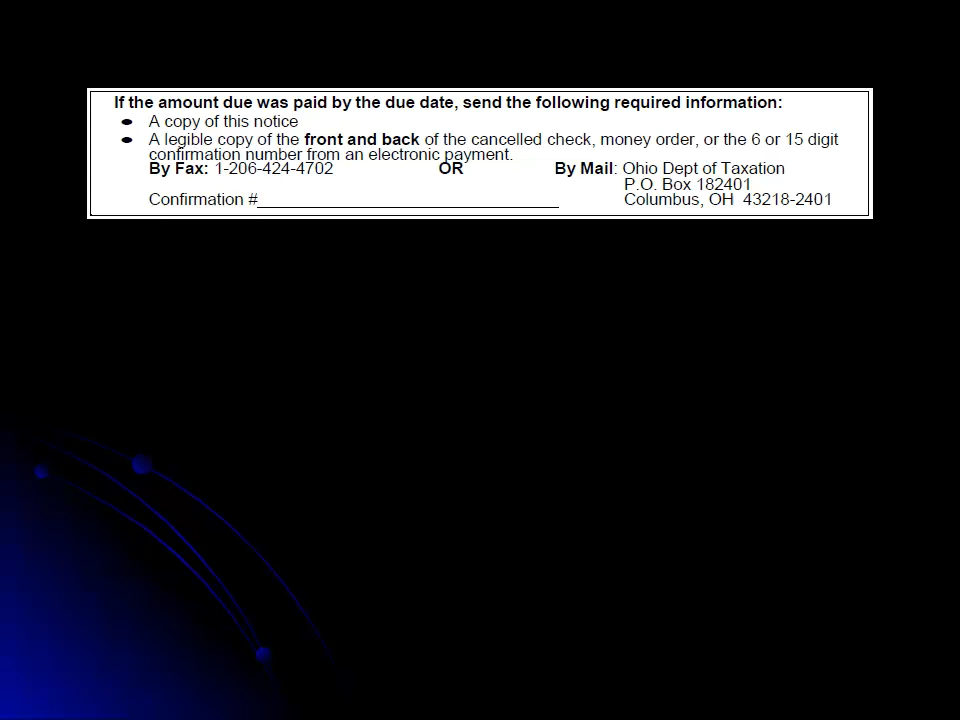 If the amount due was paid by the due date, send the following required information:
● A copy of this notice
● A legible copy of the front and back of the cancelled check, money order, or the 6 or 15 digit
confirmation number from an electronic payment.
By Fax: 1-206-424-4702 OR By Mail: Ohio Dept of Taxation
P.O. Box 182401
Confirmation #__________________________________ Columbus, OH 43218-2401